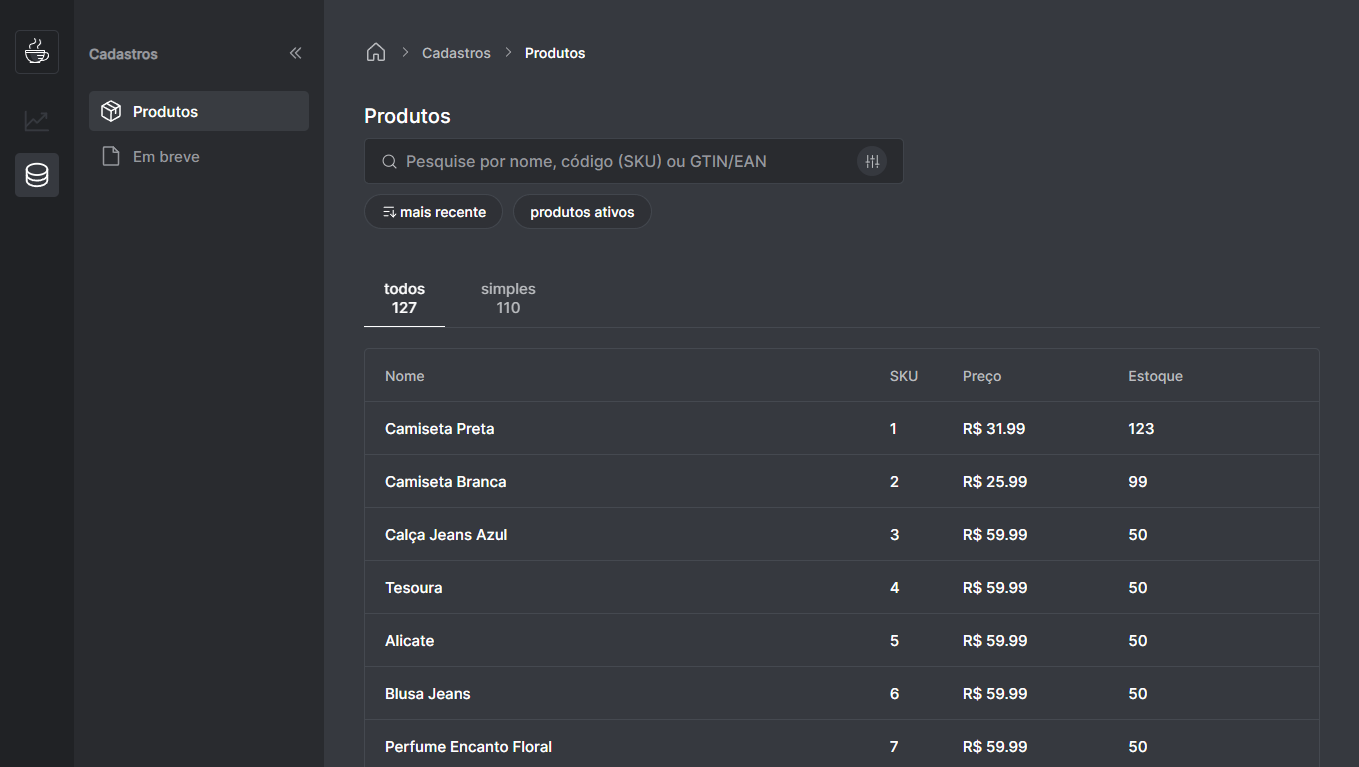 Cadastros
Produtos
Em breve
Cadastros Produtos
Produtos
Pesquise por nome, código (SKU) ou GTIN/EAN
mais recente produtos ativos
todos simples
127 110
Nome SKU Preço Estoque
Camiseta Preta 1 R$ 31.99 123
Camiseta Branca 2 R$ 25.99 99
Calça Jeans Azul 3 R$ 59.99 50
Tesoura 4 R$ 59.99 50
Alicate 5 R$ 59.99 50
Blusa Jeans 6 R$ 59.99 50
Perfume Encanto Floral 7 R$ 59.99 50